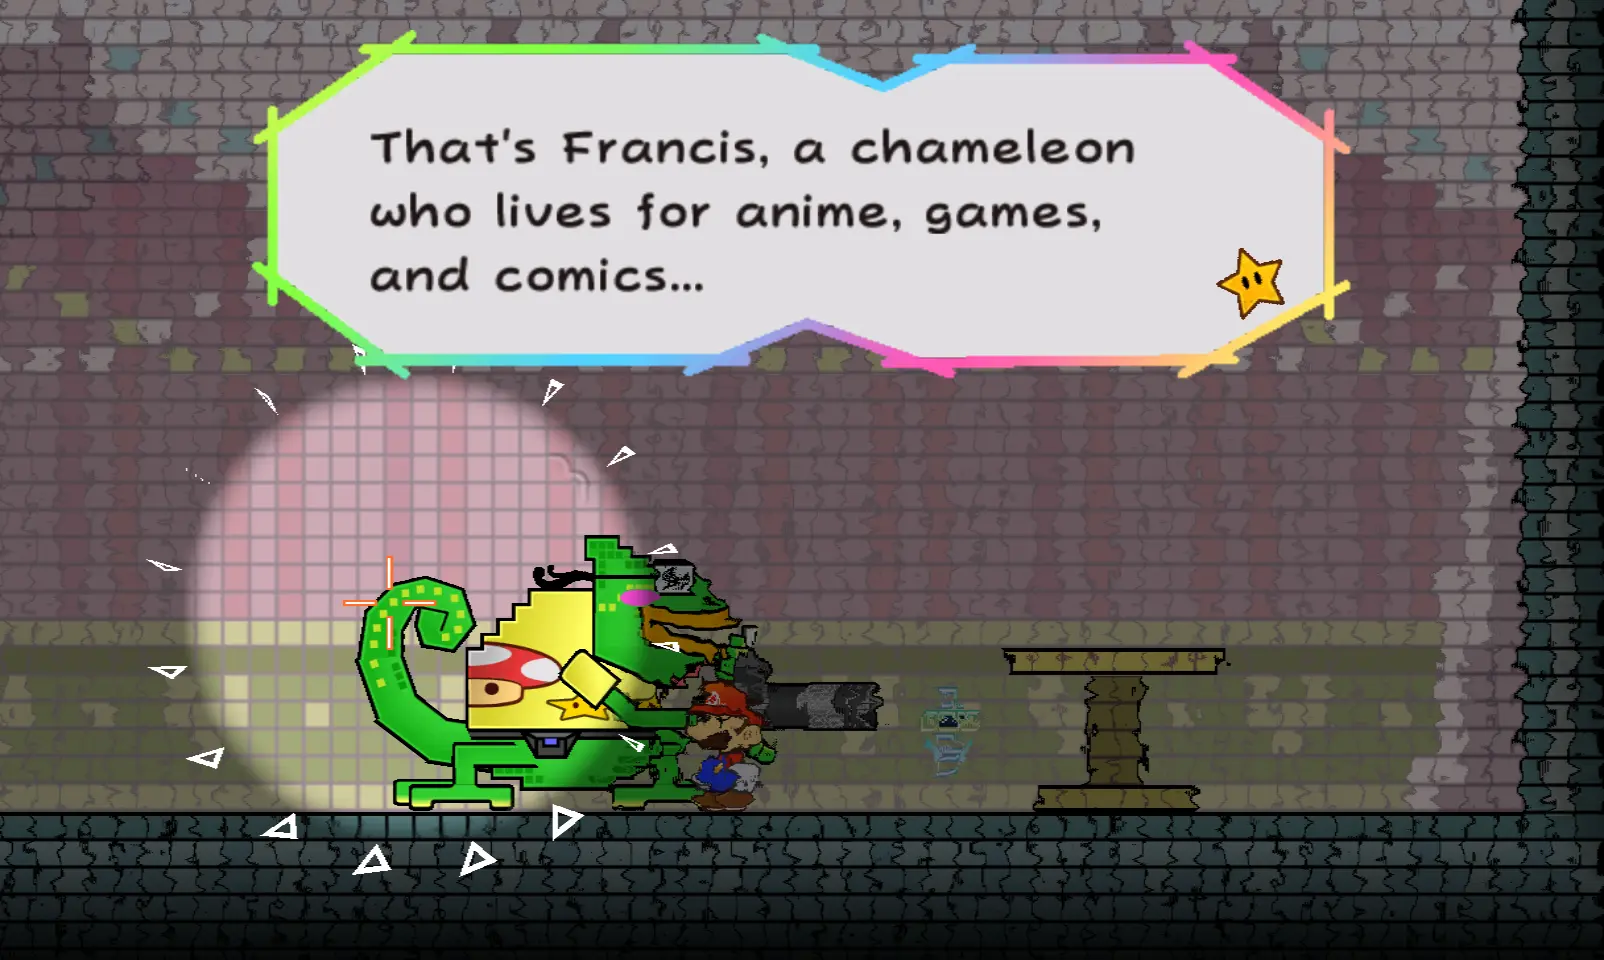 That's Francis, a chameleon
who lives for anime, games,
and comics...